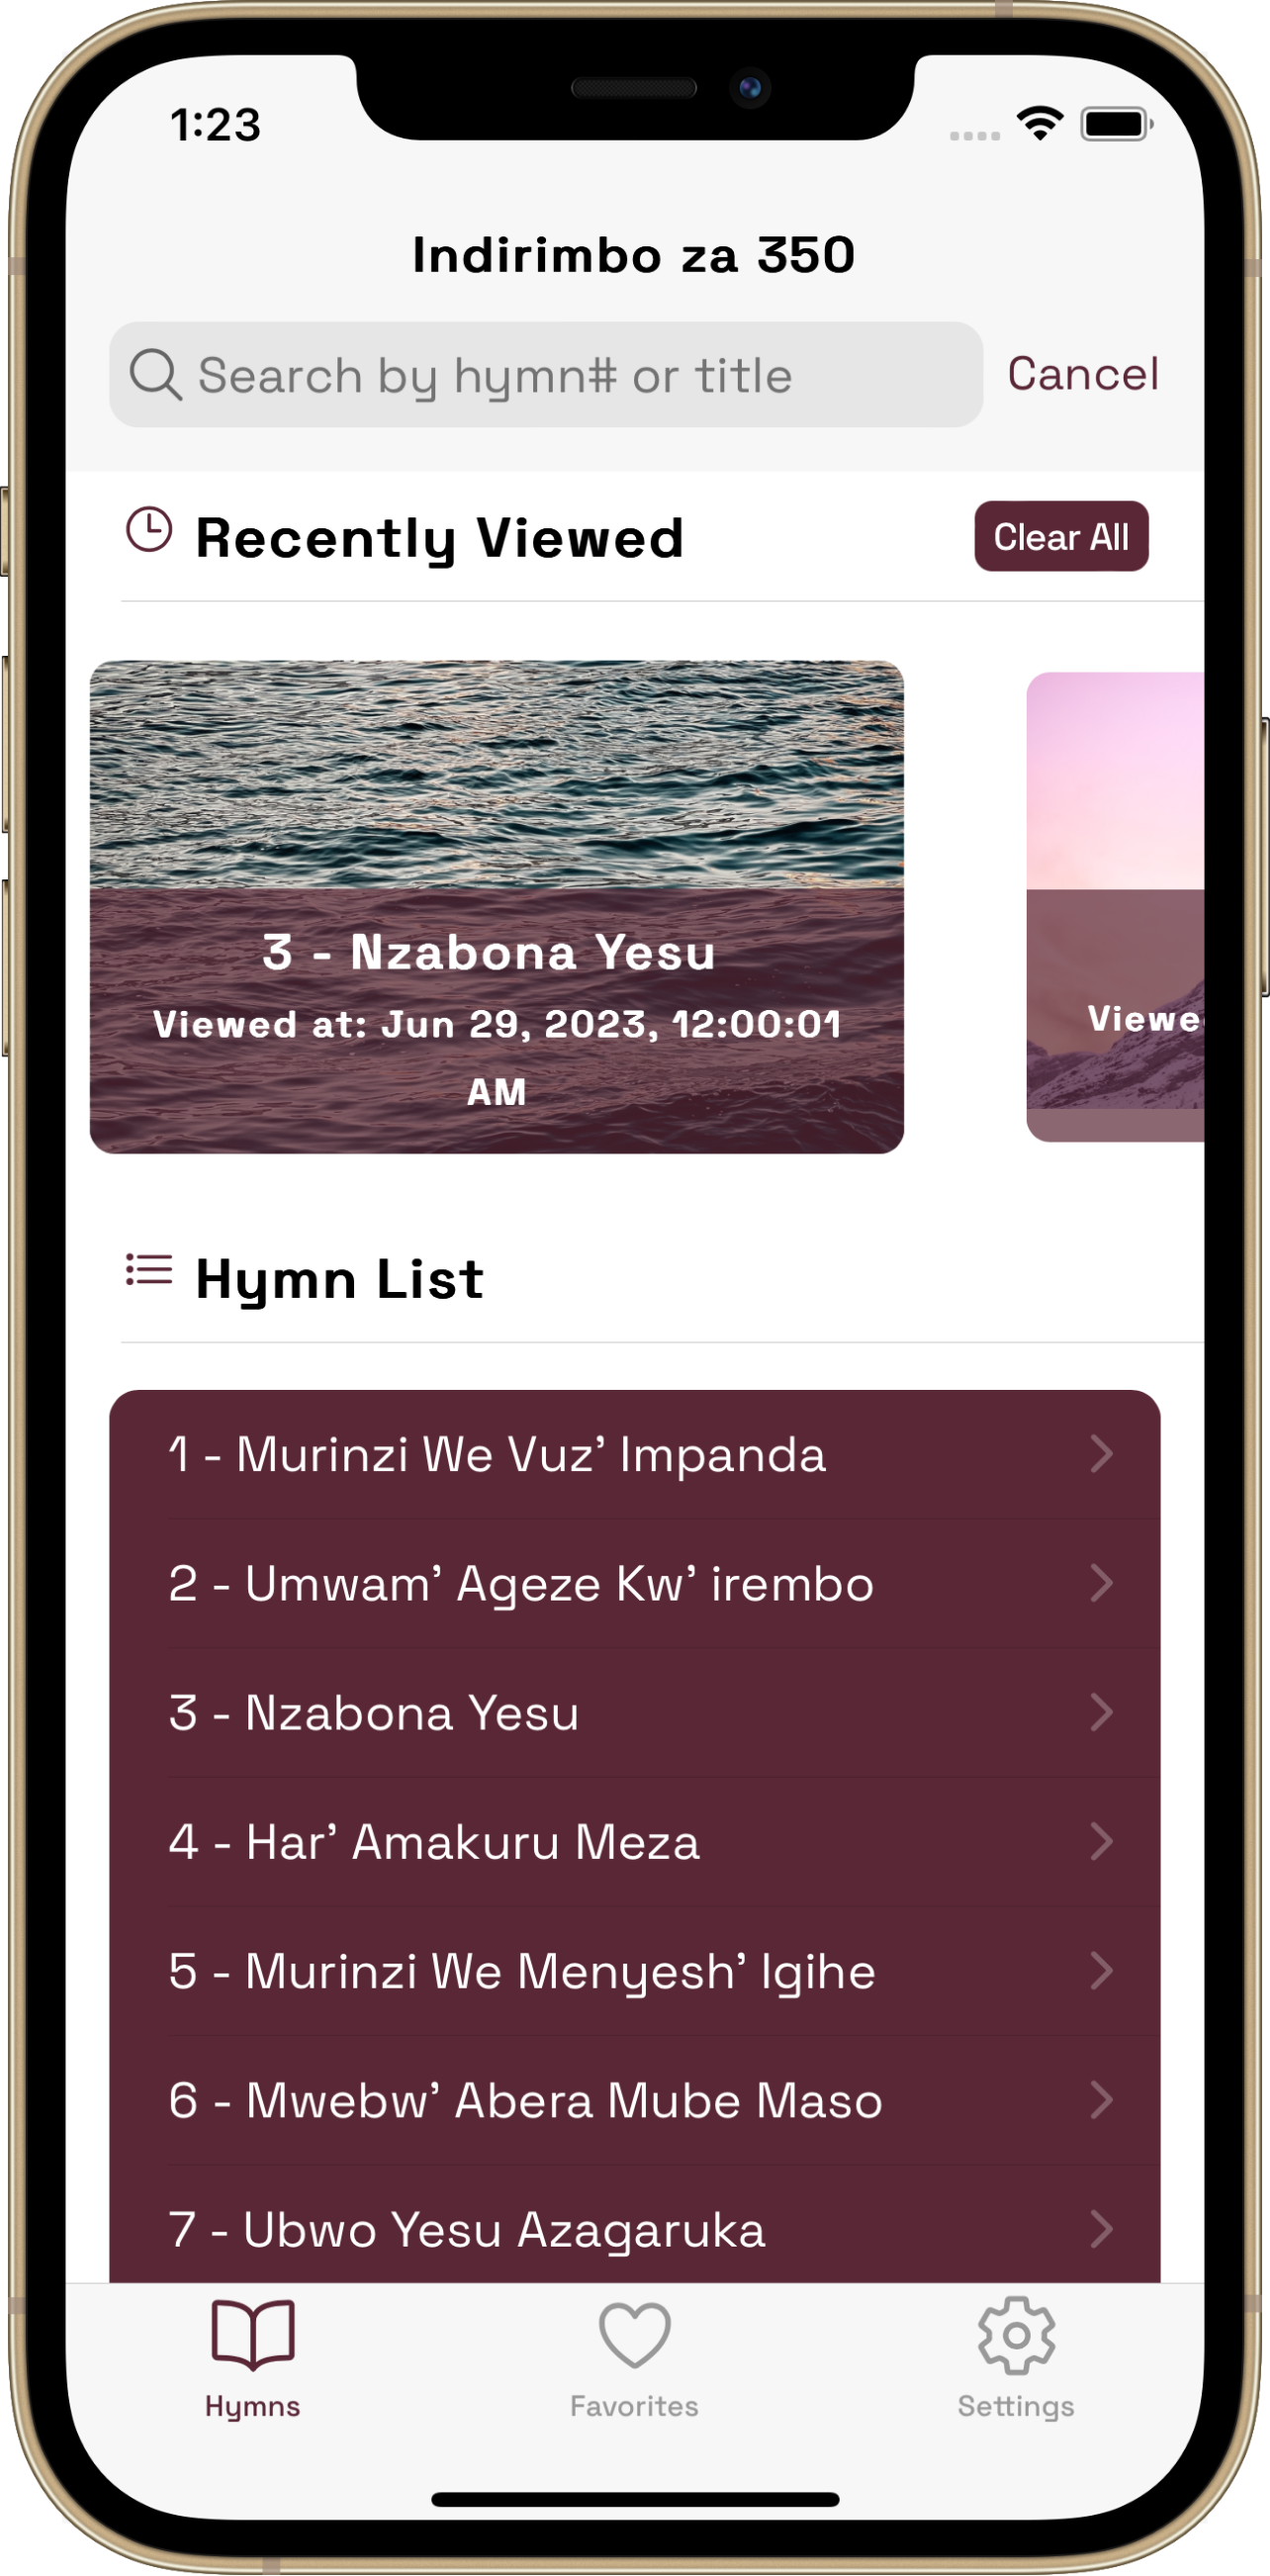 1:23
Indirimbo za 350
Search by hymn# or title
Cancel
Recently Viewed
Clear All
3 - Nzabona Yesu
Viewed at: Jun 29, 2023, 12:00:01
AM
Hymn List
1 - Murinzi We Vuz’ Impanda
2 - Umwam’ Ageze Kw’ irembo
3 - Nzabona Yesu
4 - Har’ Amakuru Meza
5 - Murinzi We Menyesh’ Igihe
6 - Mwebw’ Abera Mube Maso
7 - Ubwo Yesu Azagaruka
Hymns
Favorites
Settings